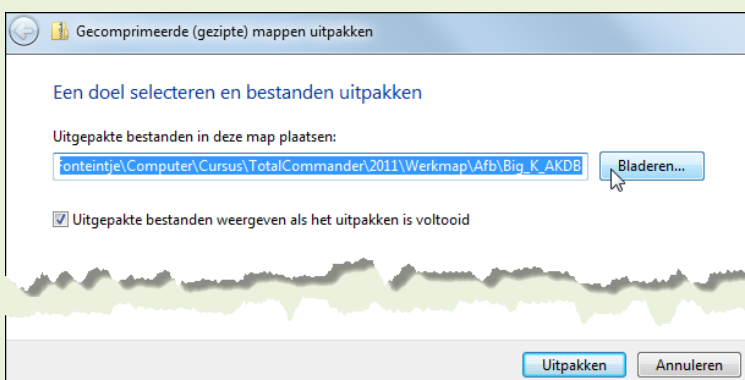 Gecomprimeerde (gezipte) mappen uitpakken
Een doel selecteren en bestanden uitpakken
Uitgepakte bestanden in deze map plaatsen:
Fonteintje\Computer\Cursus\TotalCommander\2011\Werkmap\Afb\Big_K_AKDB
Bladeren...
Uitgepakte bestanden weergeven als het uitpakken is voltooid
Uitpakken
Annuleren